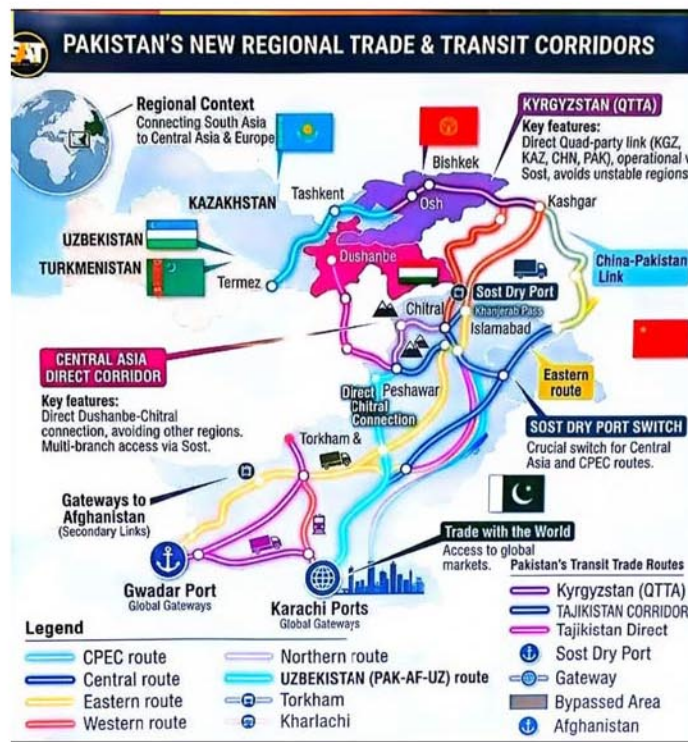 PAKISTAN'S NEW REGIONAL TRADE & TRANSIT CORRIDORS
Regional Context
Connecting South Asia
to Central Asia & Europe
KYRGYZSTAN (QTTA)
Key features:
Direct Quad-party link (KGZ,
KAZ, CHN, PAK), operational
Sost, avoids unstable regions
KAZAKHSTAN
Tashkent
Bishkek
Osh
Kashgar
UZBEKISTAN
TURKMENISTAN
Termez
Dushanbe
China-Pakistan
Link
Sost Dry Port
Khanjerab Pass
Chitral
Islamabad
CENTRAL ASIA
DIRECT CORRIDOR
Key features:
Direct Dushanbe-Chitral
connection, avoiding other regions.
Multi-branch access via Sost.
Peshawar
Direct
Chitral
Connection
Eastern
route
SOST DRY PORT SWITCH
Crucial switch for Central
Asia and CPEC routes.
Torkham &
Gateways to
Afghanistan
(Secondary Links)
Trade with the World
Access to global
markets.
Gwadar Port
Global Gateways
Karachi Ports
Global Gateways
Legend
CPEC route
Central route
Eastern route
Western route
Northern route
UZBEKISTAN (PAK-AF-UZ) route
Torkham
Kharlachi
Pakistan's Transit Trade Routes
Kyrgyzstan (QTTA)
TAJIKISTAN CORRIDOR
Tajikistan Direct
Sost Dry Port
Gateway
Bypassed Area
Afghanistan